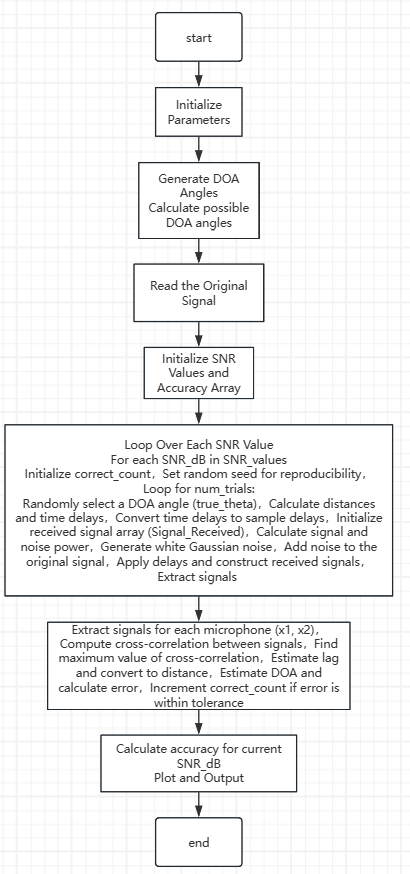 start
Initialize
Parameters
Generate DOA
Angles
Calculate possible
DOA angles
Read the Original
Signal
Initialize SNR
Values and
Accuracy Array
Loop Over Each SNR Value
For each SNR_dB in SNR_values
Initialize correct_count，Set random seed for reproducibility，
Loop for num_trials:
Randomly select a DOA angle (true_theta)，Calculate distances
and time delays，Convert time delays to sample delays，Initialize
received signal array (Signal_Received)，Calculate signal and
noise power，Generate white Gaussian noise，Add noise to the
original signal，Apply delays and construct received signals，
Extract signals
Extract signals for each microphone (x1, x2)，
Compute cross-correlation between signals，Find
maximum value of cross-correlation，Estimate lag
and convert to distance，Estimate DOA and
calculate error，Increment correct_count if error is
within tolerance
Calculate accuracy for current
SNR_dB
Plot and Output
end